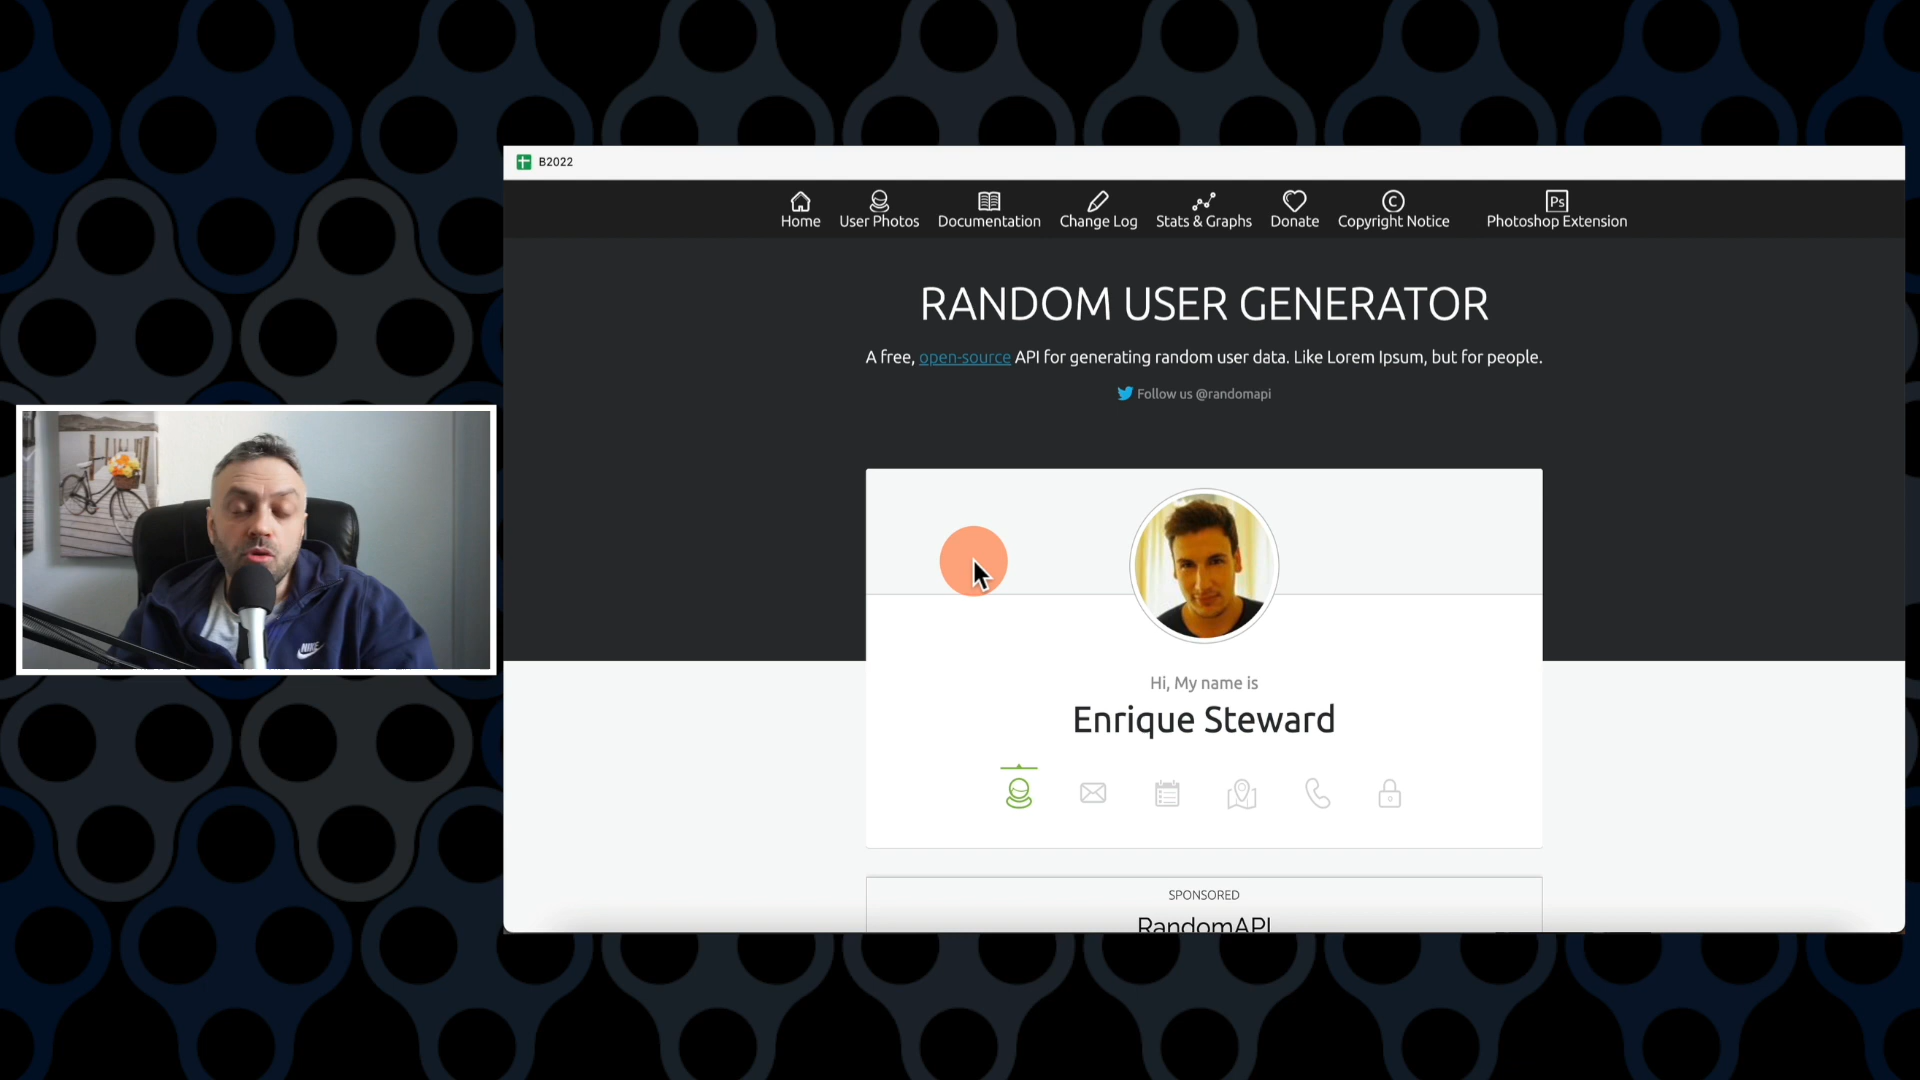 B2022
Home User Photos Documentation Change Log Stats & Graphs Donate Copyright Notice Photoshop Extension
Ps
RANDOM USER GENERATOR
A free, open-source API for generating random user data. Like Lorem Ipsum, but for people.
Follow us @randomapi
Hi, My name is
Enrique Steward
SPONSORED
RandomAPI
NIKE